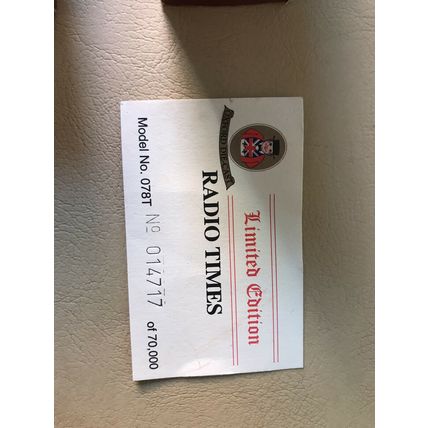 Limited Edition
RADIO TIMES
Model No. 078T № 014717 of 70,000